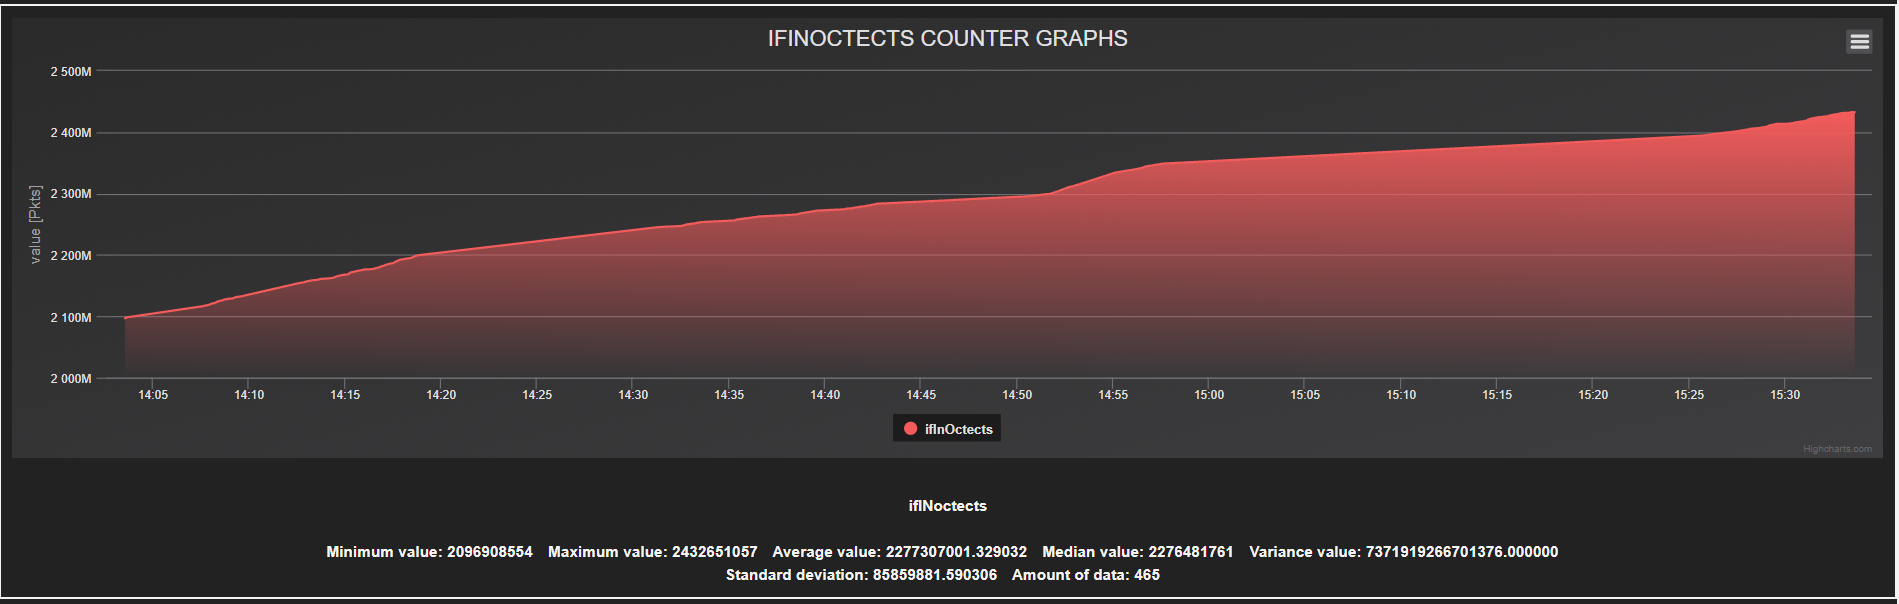 IFINOCTECTS COUNTER GRAPHS
value [Pkts]
2 500M
2 400M
2 300M
2 200M
2 100M
2 000M
14:05 14:10 14:15 14:20 14:25 14:30 14:35 14:40 14:45 14:50 14:55 15:00 15:05 15:10 15:15 15:20 15:25 15:30
ifInOctects
Highcharts.com
ifINoctects
Minimum value: 2096908554 Maximum value: 2432651057 Average value: 2277307001.329032 Median value: 2276481761 Variance value: 7371919266701376.000000
Standard deviation: 85859881.590306 Amount of data: 465